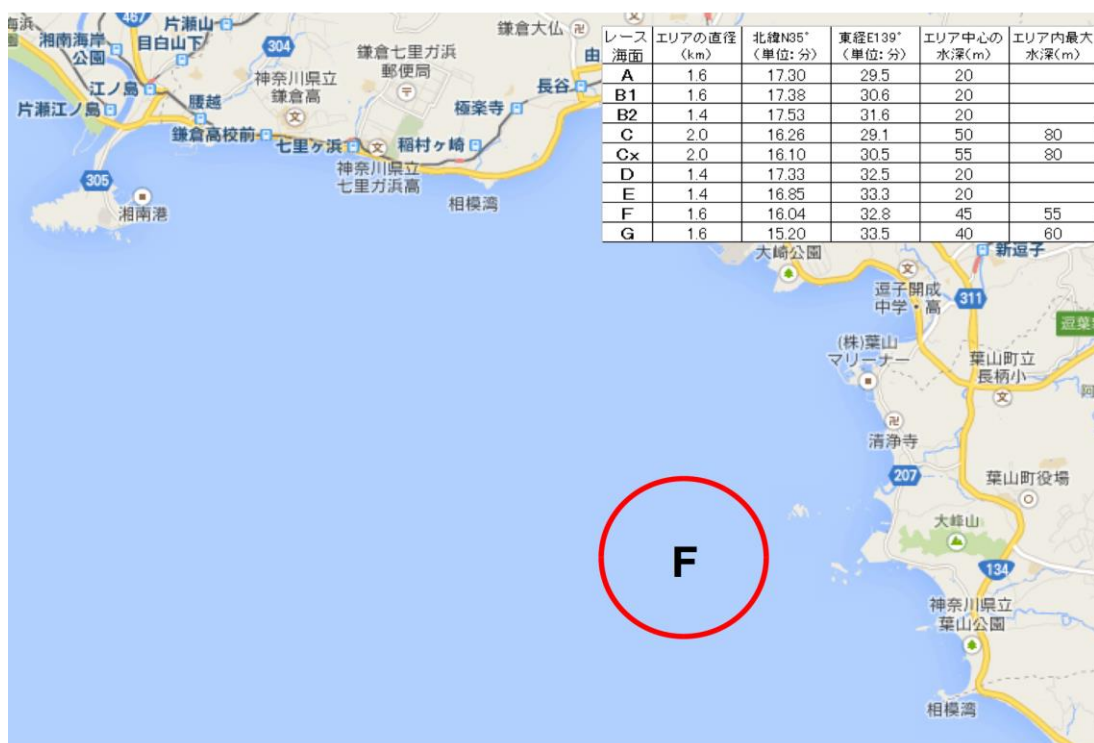 467
片瀬山
湘南海岸
公園
目白山下
304
鎌倉大仏
鎌倉七里ガ浜
郵便局
由
神奈川県立
鎌倉高
江ノ島
腰越
片瀬江ノ島
長谷
極楽寺
鎌倉高校前
七里ヶ浜
稲村ヶ崎
神奈川県立
七里ガ浜高
305
湘南港
相模湾
レース
海面
エリアの直径
(km)
北緯N35°
(単位: 分)
東経E139°
(単位: 分)
エリア中心の
水深(m)
エリア内最大
水深(m)
A 1.6 17.30 29.5 20
B1 1.6 17.38 30.6 20
B2 1.4 17.53 31.6 20
C 2.0 16.26 29.1 50 80
Cx 2.0 16.10 30.5 55 80
D 1.4 17.33 32.5 20
E 1.4 16.85 33.3 20
F 1.6 16.04 32.8 45 55
G 1.6 15.20 33.5 40 60
大崎公園
新逗子
逗子開成
中学・高
311
逗葉
(株)葉山
マリーナー
葉山町立
長柄小
清浄寺
207
葉山町役場
F
大峰山
134
神奈川県立
葉山公園
相模湾